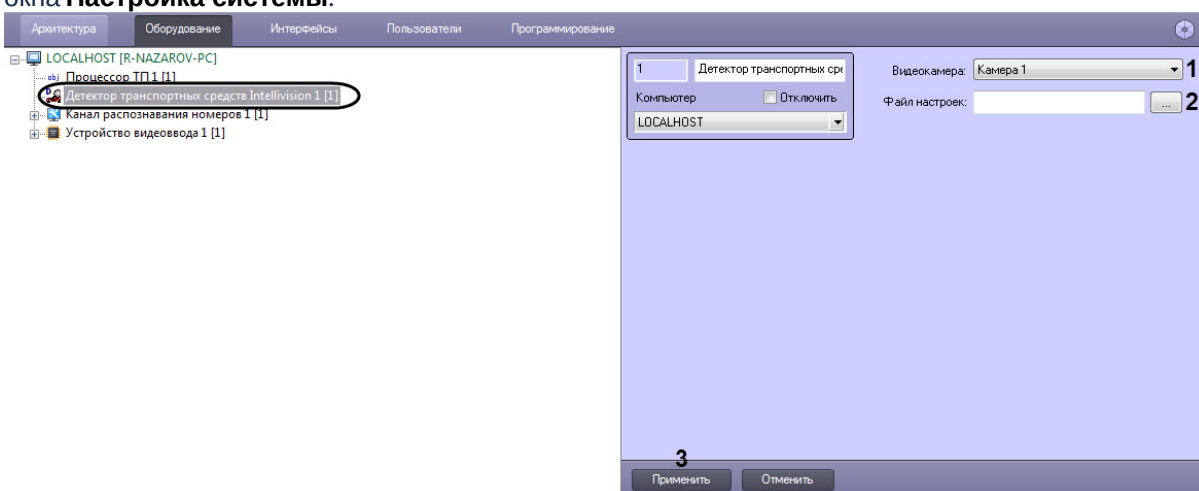 окна Настройка системы.
Архитектура Оборудование Интерфейсы Пользователи Программирование
LOCALHOST [R-NAZAROV-PC]
obj Процессор ТП 1 [1]
Детектор транспортных средств Intellivision 1 [1]
Канал распознавания номеров 1 [1]
Устройство видеоввода 1 [1]
1 Детектор транспортных сре
Компьютер Отключить
LOCALHOST
Видеокамера: Камера 1 1
Файл настроек: ... 2
3
Применить Отменить